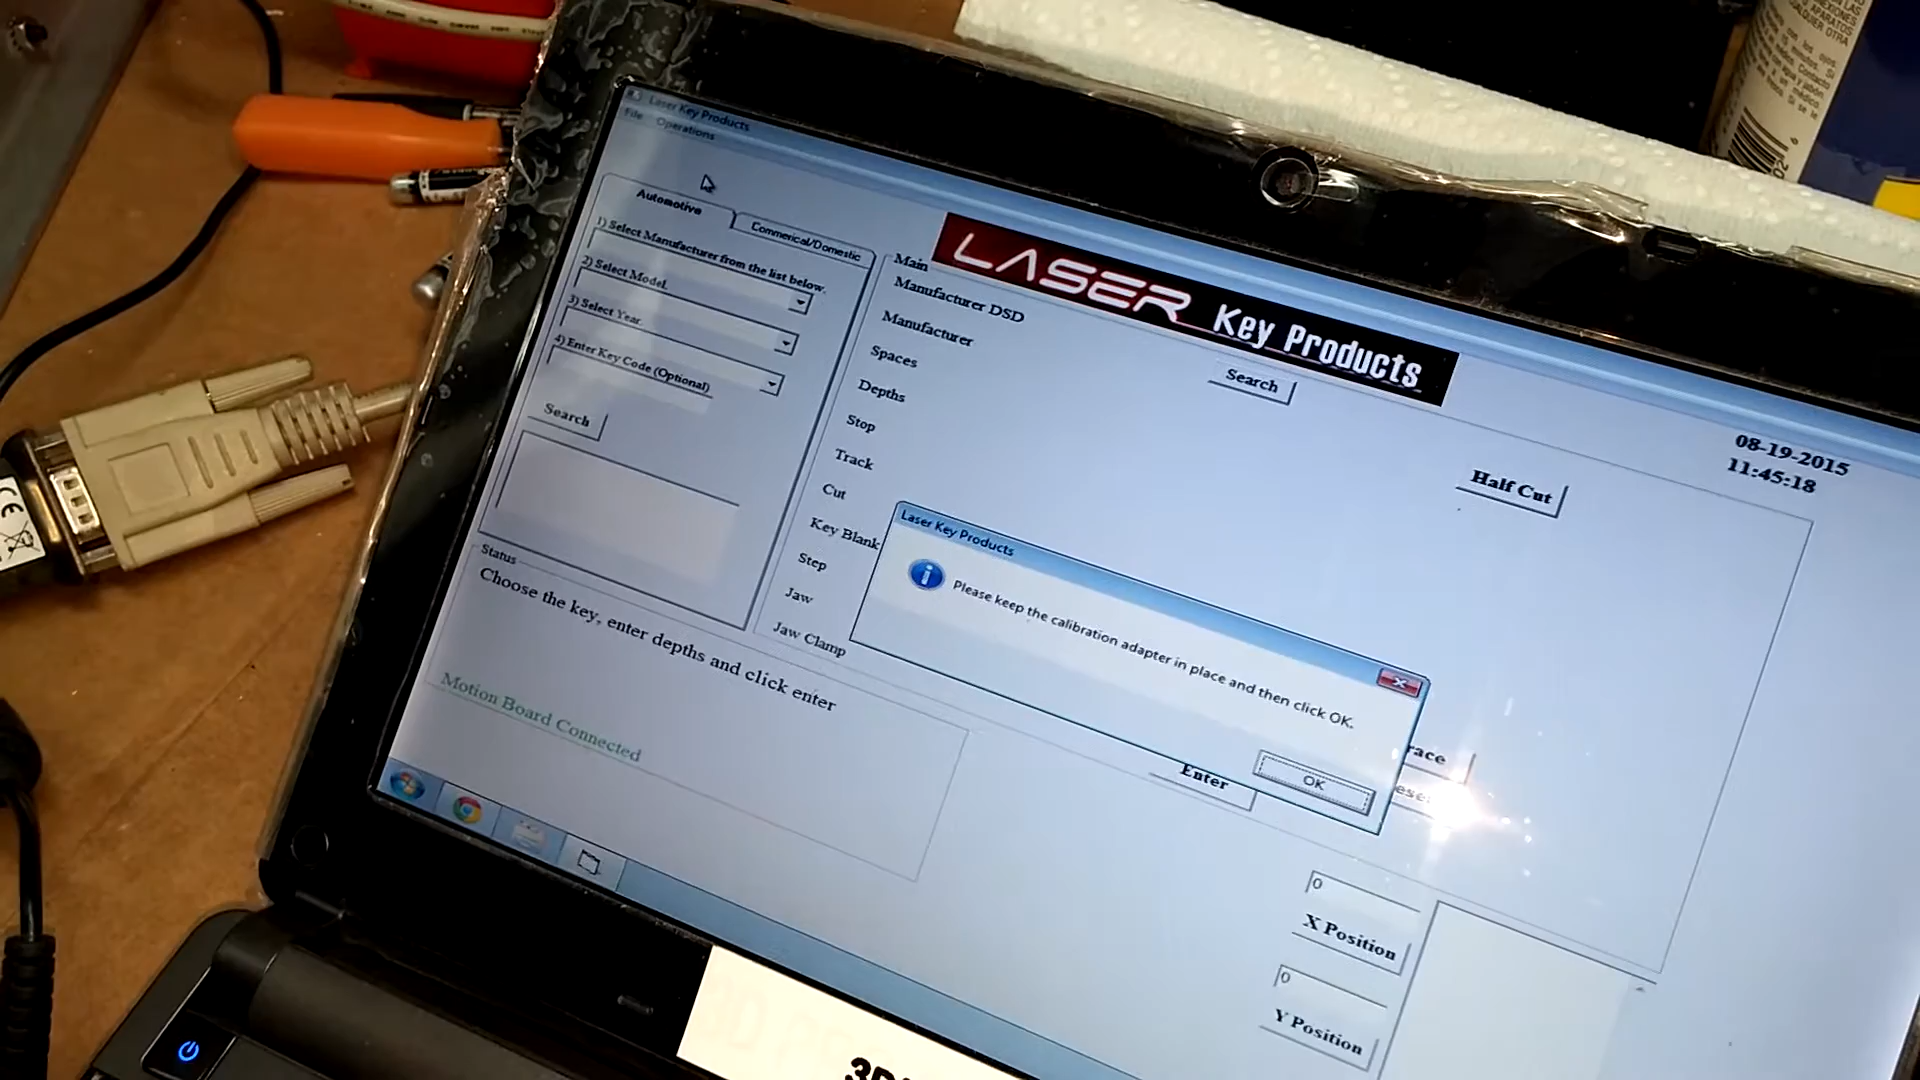 Laser Key Products
File Operations
Automotive
Commerical/Domestic
1) Select Manufacturer from the list below.
2) Select Model.
3) Select Year.
4) Enter Key Code (Optional)
Search
Status
Choose the key, enter depths and click enter
Motion Board Connected
Main
Manufacturer DSD
Manufacturer
Spaces
Depths
Stop
Track
Cut
Key Blank
Step
Jaw
Jaw Clamp
LASER Key Products
Search
08-19-2015
11:45:18
Half Cut
Laser Key Products
Please keep the calibration adapter in place and then click OK.
OK
Enter
0
X Position
0
Y Position
CE